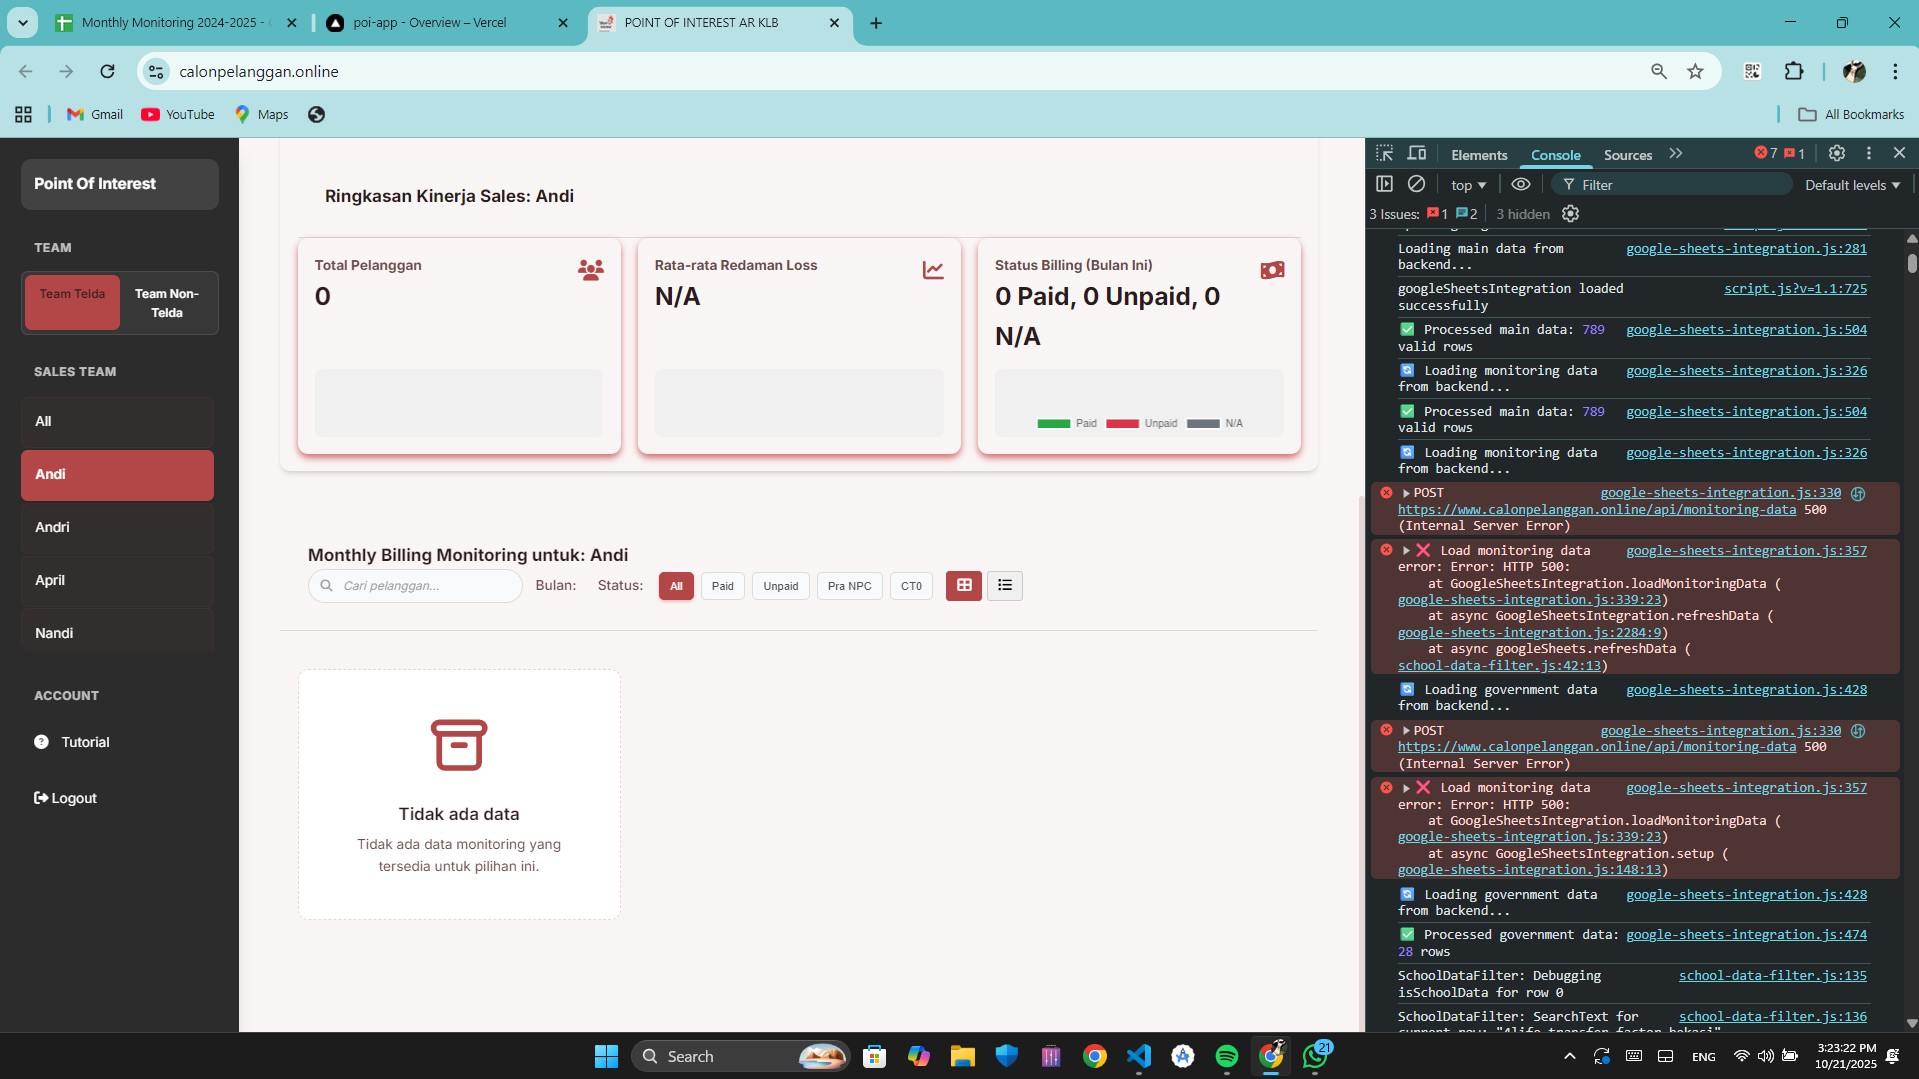 Monthly Monitoring 2024-2025 -
poi-app - Overview – Vercel
POINT OF INTEREST AR KLB
calonpelanggan.online
Gmail
YouTube
Maps
All Bookmarks
Point Of Interest
TEAM
Team Telda
Team Non-
Telda
SALES TEAM
All
Andi
Andri
April
Nandi
ACCOUNT
Tutorial
Logout
Ringkasan Kinerja Sales: Andi
Total Pelanggan
0
Rata-rata Redaman Loss
N/A
Status Billing (Bulan Ini)
0 Paid, 0 Unpaid, 0
N/A
Paid Unpaid N/A
Monthly Billing Monitoring untuk: Andi
Cari pelanggan... Bulan: Status: All Paid Unpaid Pra NPC CT0
Tidak ada data
Tidak ada data monitoring yang
tersedia untuk pilihan ini.
Elements Console Sources 7 1
top Filter Default levels
3 Issues: 1 2 3 hidden
Loading main data from google-sheets-integration.js:281
backend...
googleSheetsIntegration loaded script.js?v=1.1:725
successfully
✅ Processed main data: 789 google-sheets-integration.js:504
valid rows
🔄 Loading monitoring data google-sheets-integration.js:326
from backend...
✅ Processed main data: 789 google-sheets-integration.js:504
valid rows
🔄 Loading monitoring data google-sheets-integration.js:326
from backend...
▶POST google-sheets-integration.js:330
https://www.calonpelanggan.online/api/monitoring-data 500
(Internal Server Error)
▶❌ Load monitoring data google-sheets-integration.js:357
error: Error: HTTP 500:
at GoogleSheetsIntegration.loadMonitoringData (
google-sheets-integration.js:339:23)
at async GoogleSheetsIntegration.refreshData (
google-sheets-integration.js:2284:9)
at async googleSheets.refreshData (
school-data-filter.js:42:13)
🔄 Loading government data google-sheets-integration.js:428
from backend...
▶POST google-sheets-integration.js:330
https://www.calonpelanggan.online/api/monitoring-data 500
(Internal Server Error)
▶❌ Load monitoring data google-sheets-integration.js:357
error: Error: HTTP 500:
at GoogleSheetsIntegration.loadMonitoringData (
google-sheets-integration.js:339:23)
at async GoogleSheetsIntegration.setup (
google-sheets-integration.js:148:13)
🔄 Loading government data google-sheets-integration.js:428
from backend...
✅ Processed government data: google-sheets-integration.js:474
28 rows
SchoolDataFilter: Debugging school-data-filter.js:135
isSchoolData for row 0
SchoolDataFilter: SearchText for school-data-filter.js:136
current row: "4life transfer factor bekasi"
Search
21
ENG
3:23:22 PM
10/21/2025